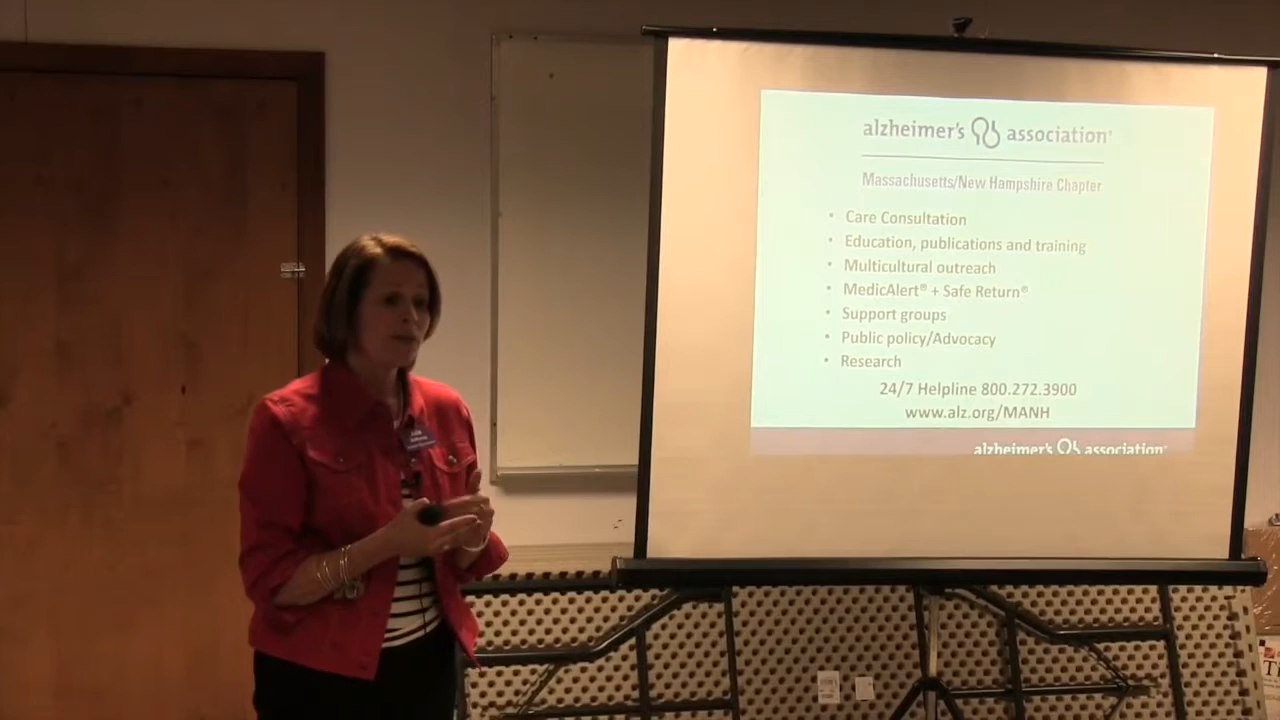 alzheimer's association®
Massachusetts/New Hampshire Chapter
• Care Consultation
• Education, publications and training
• Multicultural outreach
• MedicAlert® + Safe Return®
• Support groups
• Public policy/Advocacy
• Research
24/7 Helpline 800.272.3900
www.alz.org/MANH
alzheimer's association®